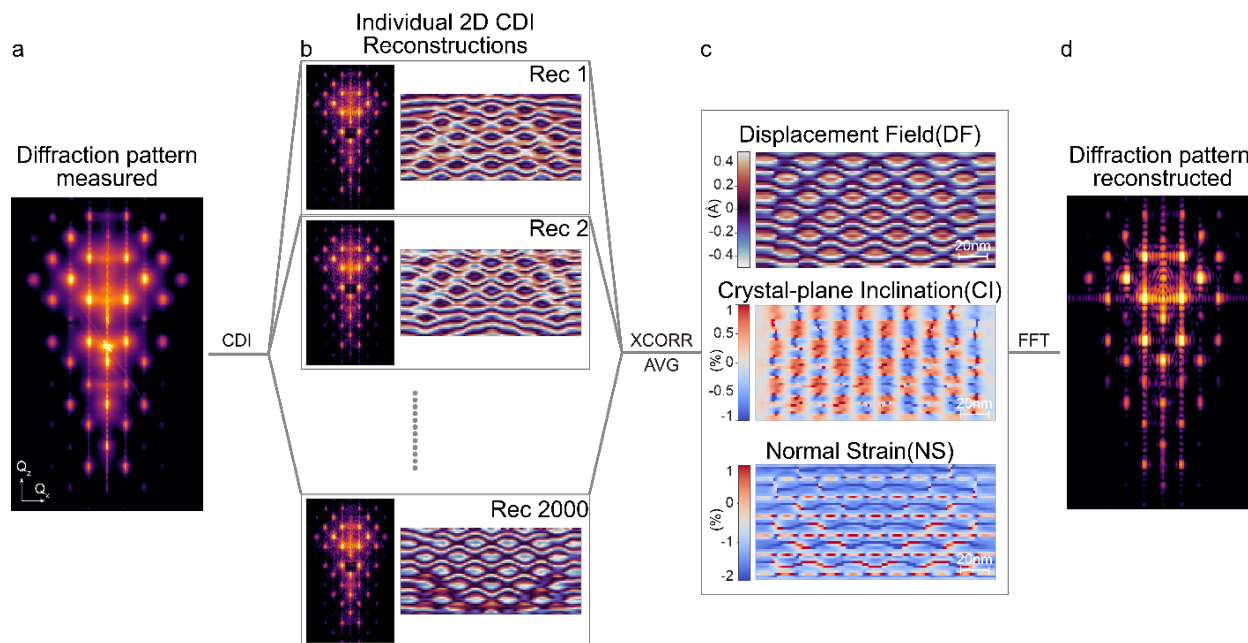 a
Diffraction pattern
measured
Q_z
Q_x
CDI
b
Individual 2D CDI
Reconstructions
Rec 1
Rec 2
Rec 2000
XCORR
AVG
c
Displacement Field(DF)
0.4
0.2
0
-0.2
-0.4
(Å)
20nm
Crystal-plane Inclination(CI)
1
0.5
0
-0.5
-1
(%)
20nm
Normal Strain(NS)
1
0
-1
-2
(%)
20nm
FFT
d
Diffraction pattern
reconstructed